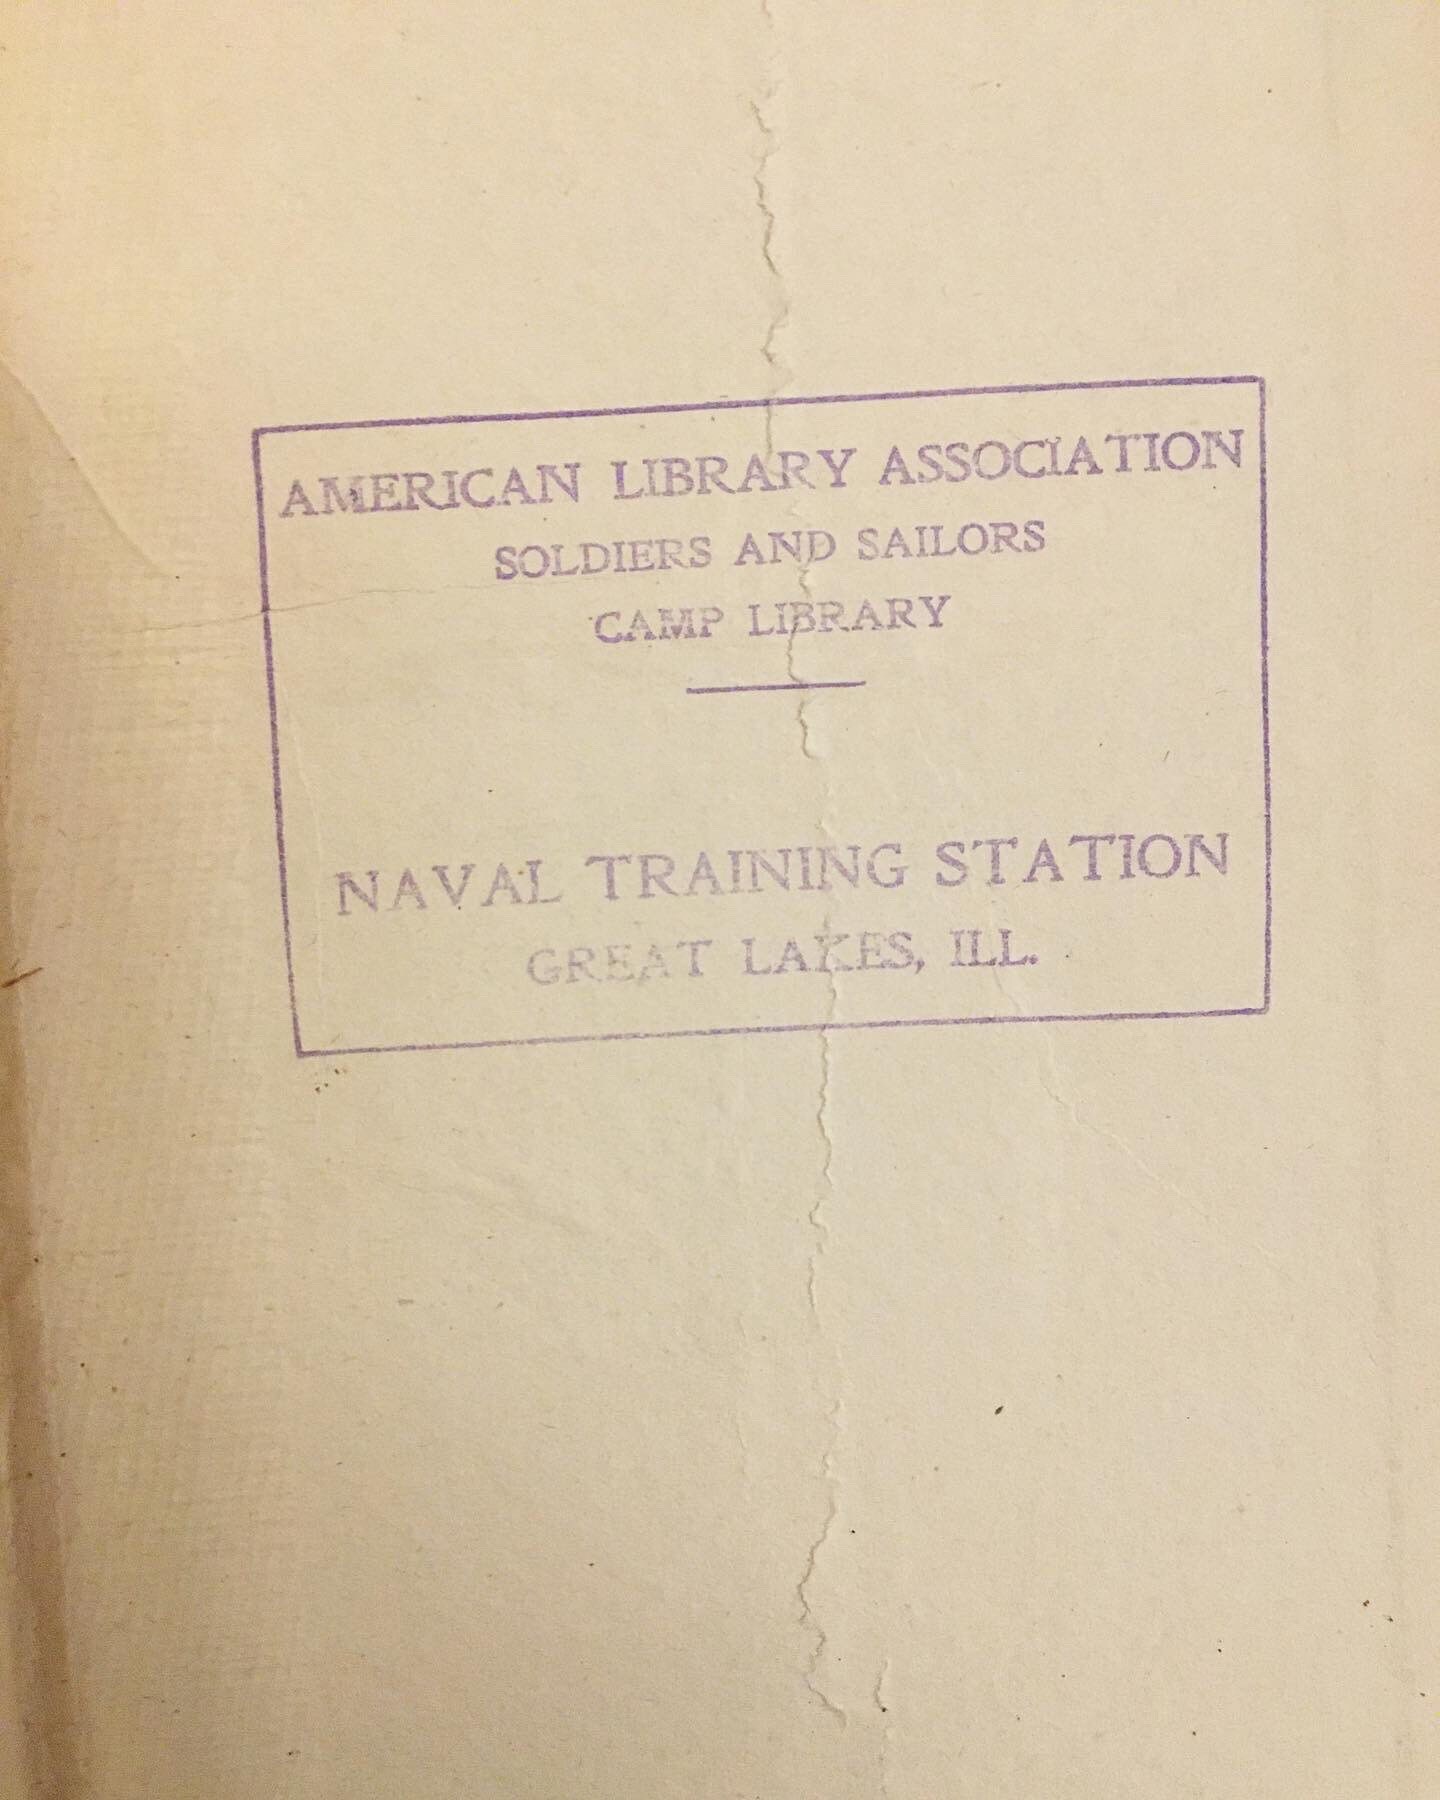 AMERICAN LIBRARY ASSOCIATION
SOLDIERS AND SAILORS
CAMP LIBRARY
NAVAL TRAINING STATION
GREAT LAKES, ILL.